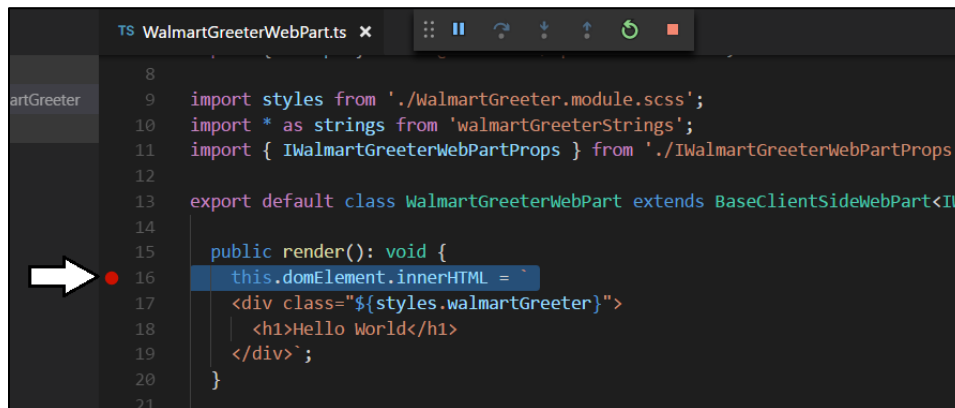 TS WalmartGreeterWebPart.ts ×
8
artGreeter
9 import styles from './WalmartGreeter.module.scss';
10 import * as strings from 'walmartGreeterStrings';
11 import { IWalmartGreeterWebPartProps } from './IWalmartGreeterWebPartProps
12
13 export default class WalmartGreeterWebPart extends BaseClientSideWebPart<IW
14
15 public render(): void {
16 this.domElement.innerHTML = `
17 <div class="${styles.walmartGreeter}">
18 <h1>Hello World</h1>
19 </div>`;
20 }
21